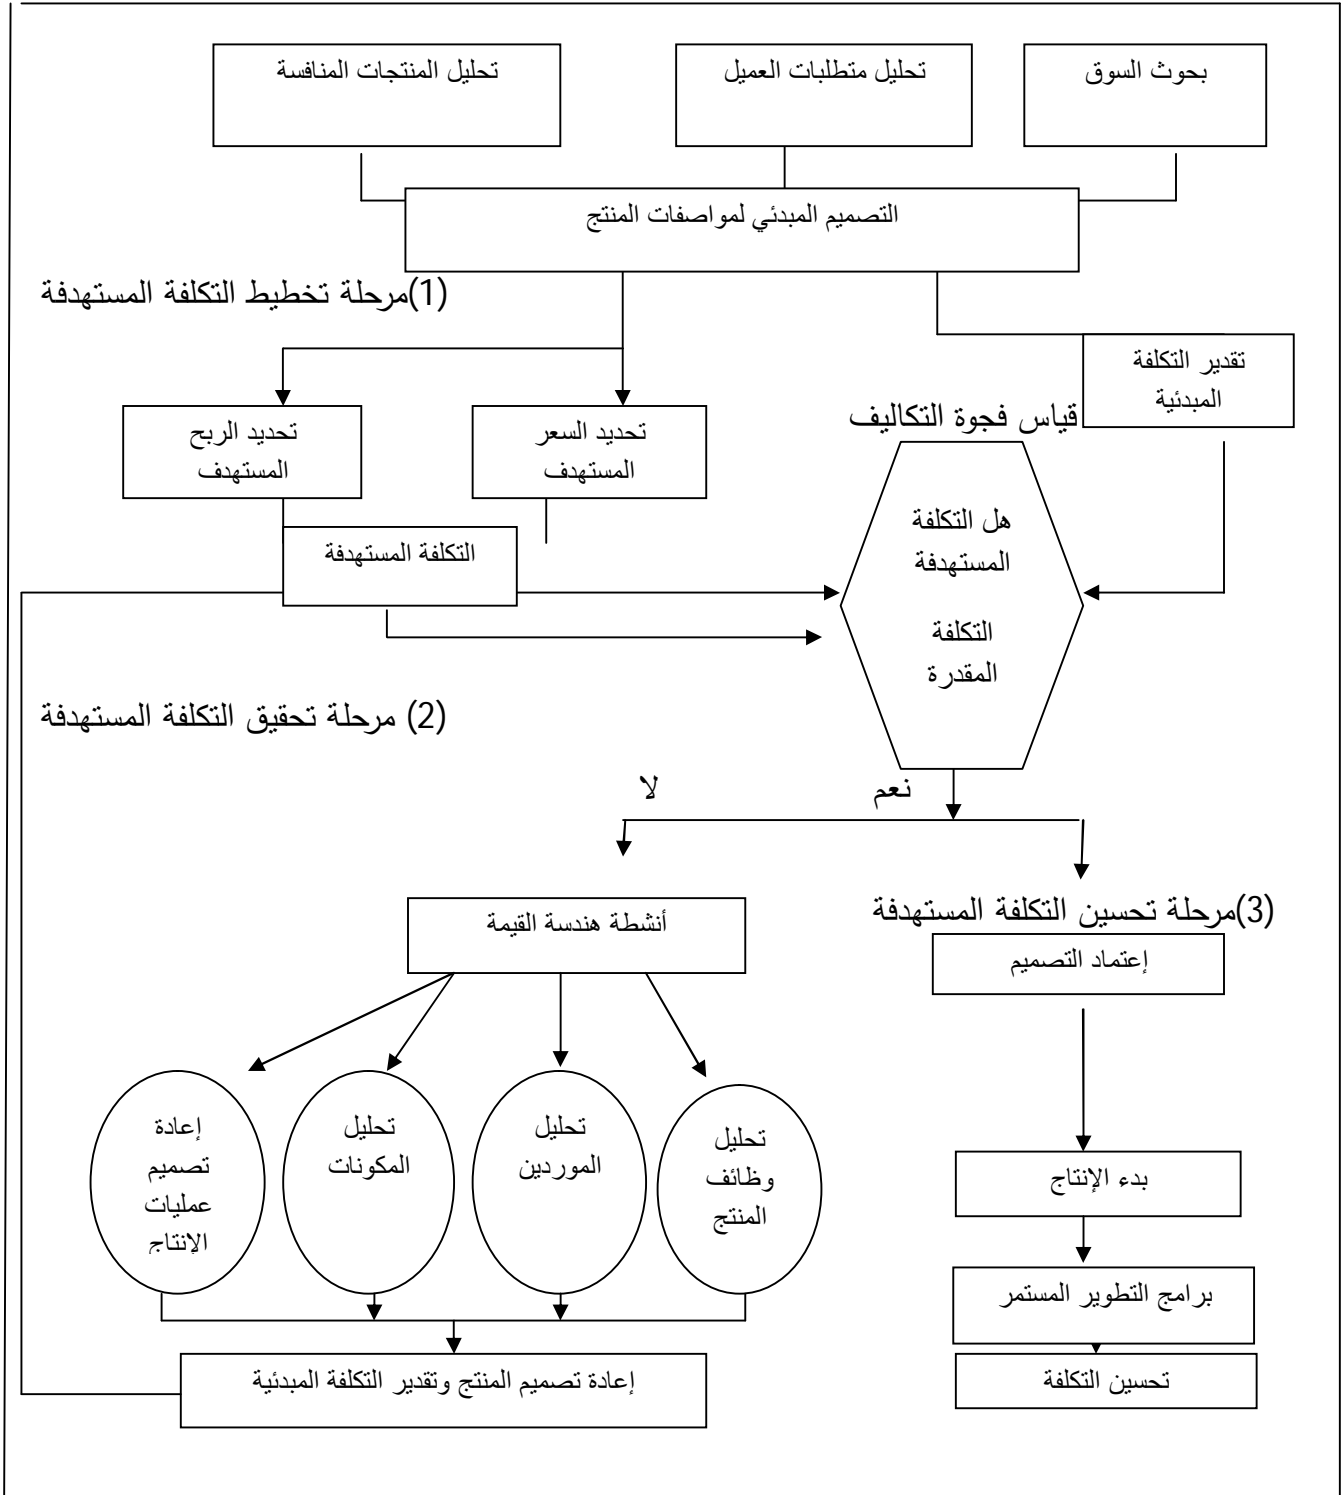 بحوث السوق
تحليل متطلبات العميل
تحليل المنتجات المنافسة
التصميم المبدئي لمواصفات المنتج
(1)مرحلة تخطيط التكلفة المستهدفة
تقدير التكلفة
المبدئية
قياس فجوة التكاليف
تحديد السعر
المستهدف
تحديد الربح
المستهدف
هل التكلفة
المستهدفة
التكلفة
المقدرة
التكلفة المستهدفة
(2) مرحلة تحقيق التكلفة المستهدفة
نعم
لا
(3)مرحلة تحسين التكلفة المستهدفة
إعتماد التصميم
بدء الإنتاج
برامج التطوير المستمر
تحسين التكلفة
أنشطة هندسة القيمة
تحليل
وظائف
المنتج
تحليل
الموردين
تحليل
المكونات
إعادة
تصميم
عمليات
الإنتاج
إعادة تصميم المنتج وتقدير التكلفة المبدئية